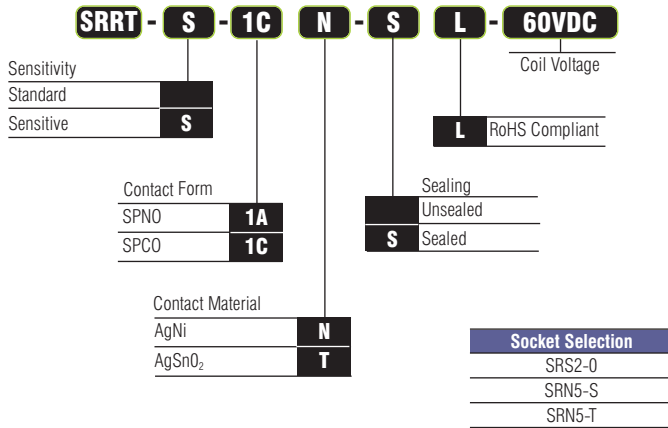 SRRT - S - 1C N - S L - 60VDC
Coil Voltage
Sensitivity
Standard
Sensitive S
L RoHS Compliant
Contact Form
SPNO 1A
SPCO 1C
Sealing
Unsealed
S Sealed
Contact Material
AgNi N
AgSnO₂ T
Socket Selection
SRS2-0
SRN5-S
SRN5-T